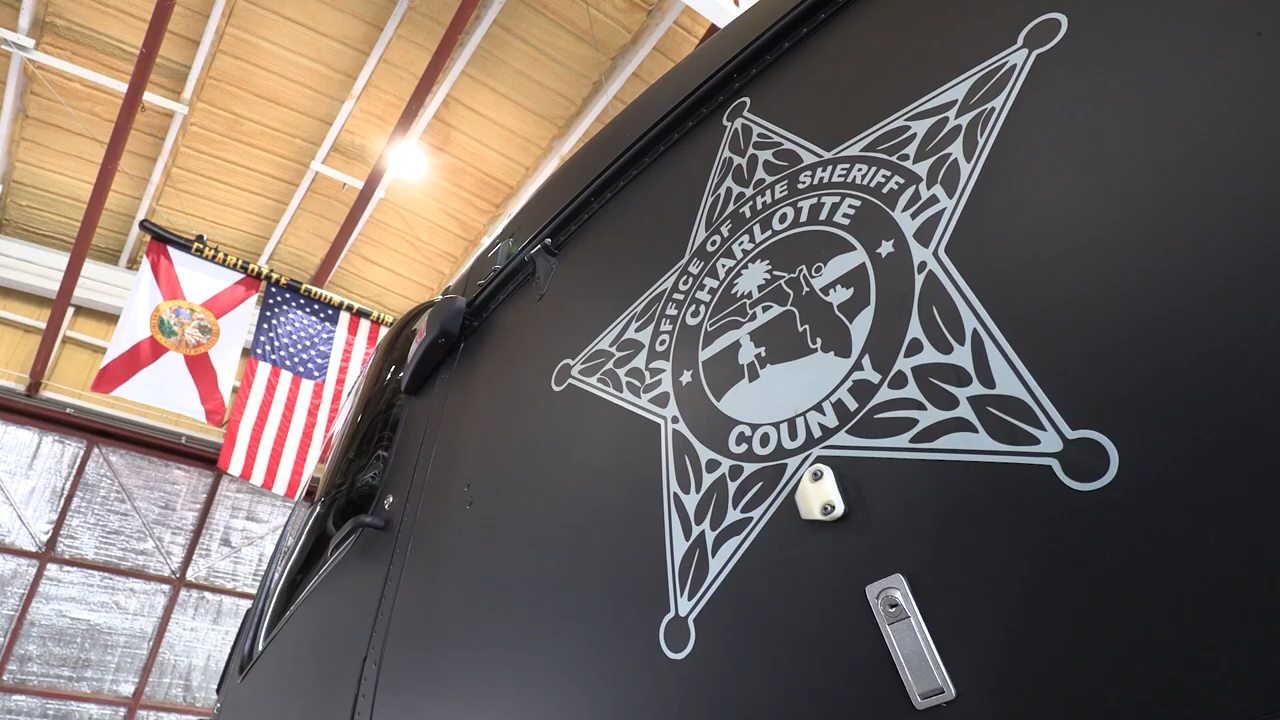 CHARLOTTE COUNTY AIR
OFFICE OF THE SHERIFF
CHARLOTTE
COUNTY